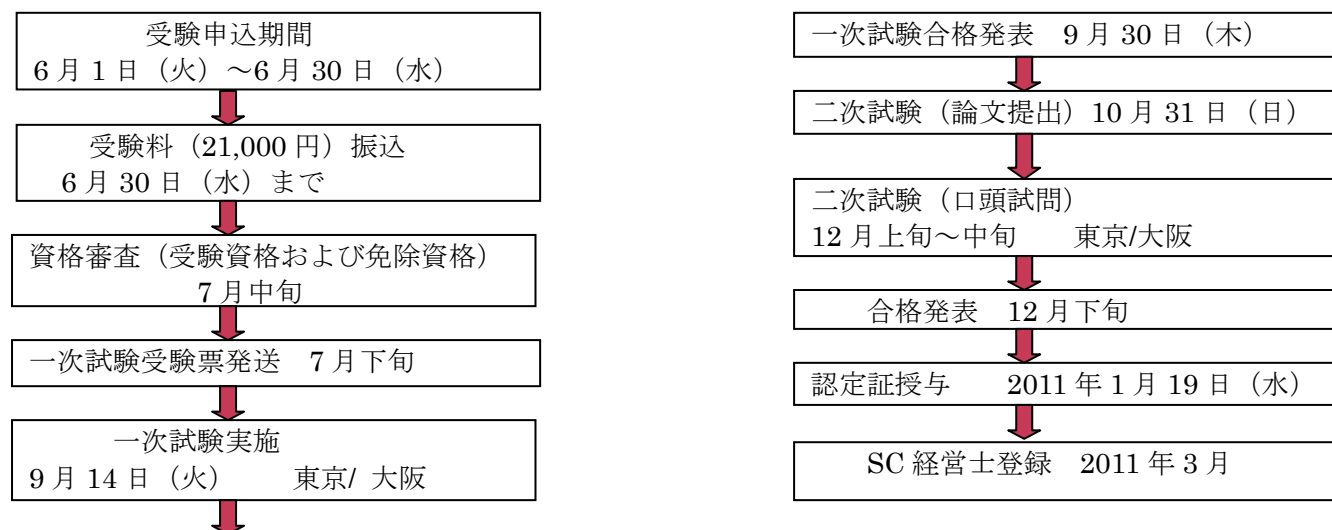 受験申込期間
6月1日（火）～6月30日（水）
受験料（21,000円）振込
6月30日（水）まで
資格審査（受験資格および免除資格）
7月中旬
一次試験受験票発送　7月下旬
一次試験実施
9月14日（火）　　東京/ 大阪
一次試験合格発表　9月30日（木）
二次試験（論文提出）10月31日（日）
二次試験（口頭試問）
12月上旬～中旬　　東京/大阪
合格発表　12月下旬
認定証授与　　2011年1月19日（水）
SC経営士登録　2011年3月